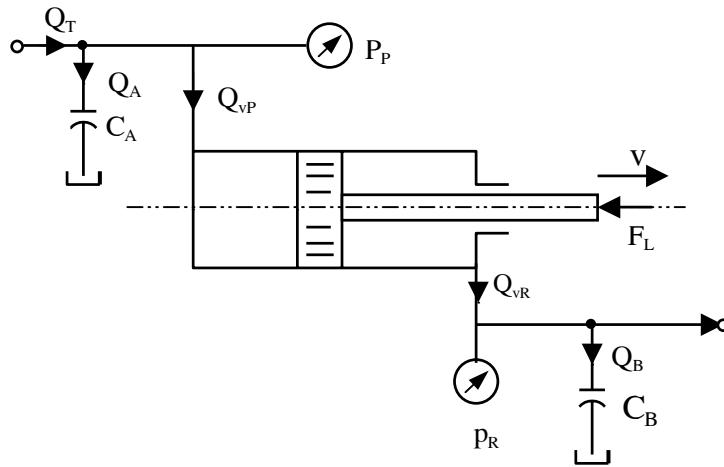 Q_T
P_P
Q_A
Q_vP
C_A
v
F_L
Q_vR
Q_B
C_B
p_R